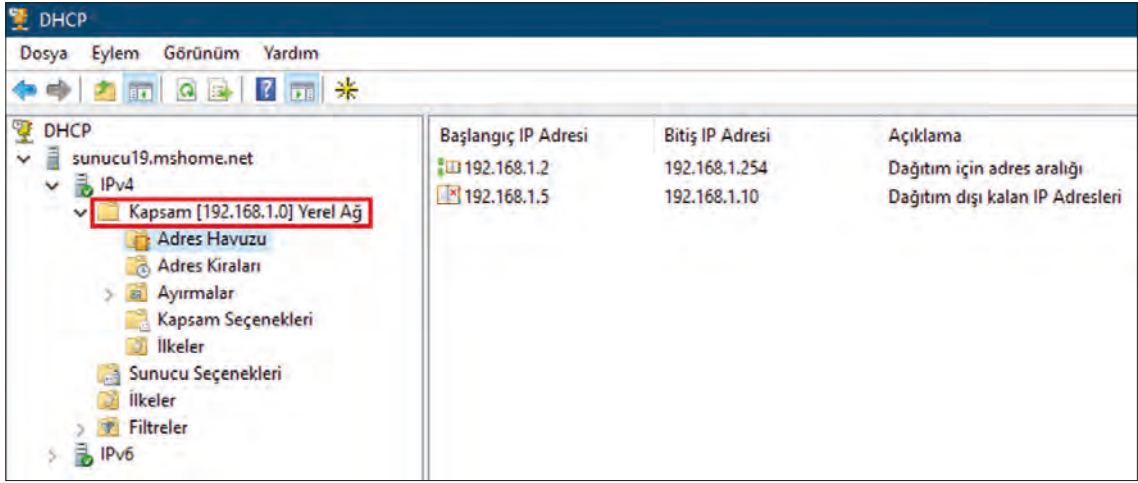 DHCP
Dosya Eylem Görünüm Yardım
DHCP
sunucu19.mshome.net
IPv4
Kapsam [192.168.1.0] Yerel Ağ
Adres Havuzu
Adres Kiraları
Ayırmalar
Kapsam Seçenekleri
İlkeler
Sunucu Seçenekleri
İlkeler
Filtreler
IPv6
Başlangıç IP Adresi Bitiş IP Adresi Açıklama
192.168.1.2 192.168.1.254 Dağıtım için adres aralığı
192.168.1.5 192.168.1.10 Dağıtım dışı kalan IP Adresleri